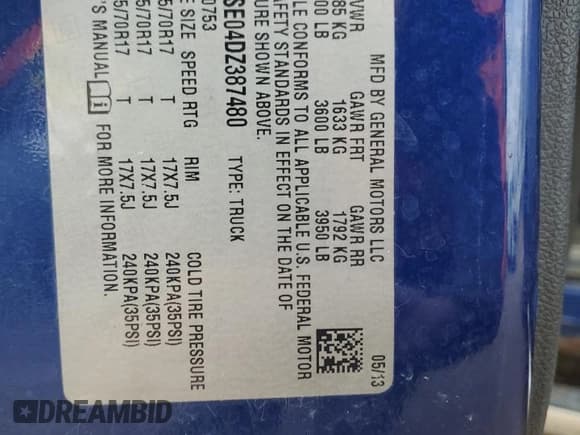 MFD BY GENERAL MOTORS LLC
05/13
GVWR GAWR FRT GAWR RR
85 KG 1633 KG 1792 KG
00 LB 3600 LB 3950 LB
LE CONFORMS TO ALL APPLICABLE U.S. FEDERAL MOTOR
AFETY STANDARDS IN EFFECT ON THE DATE OF
URE SHOWN ABOVE.
SE04DZ387480 TYPE: TRUCK
0753
E SIZE SPEED RTG RIM COLD TIRE PRESSURE
5/70R17 T 17X7.5J 240KPA(35PSI)
5/70R17 T 17X7.5J 240KPA(35PSI)
5/70R17 T 17X7.5J 240KPA(35PSI)
'S MANUAL i FOR MORE INFORMATION.
DREAMBID